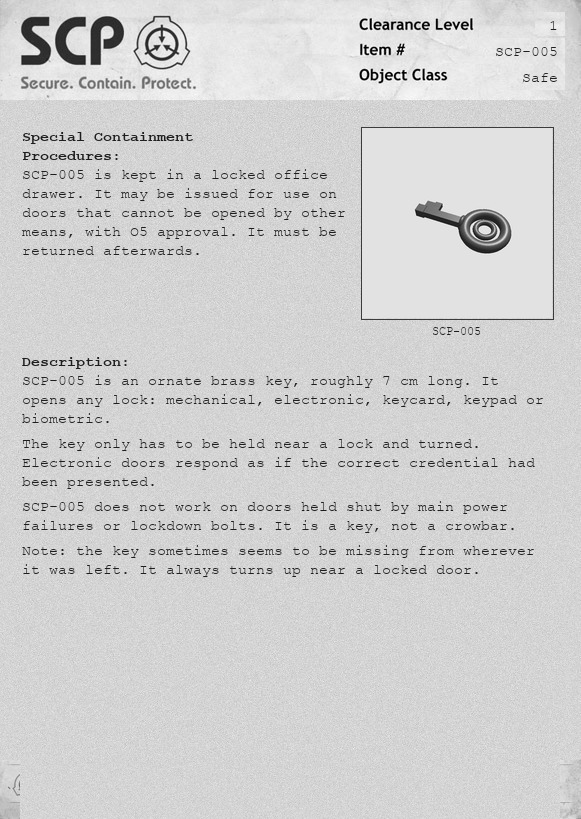 SCP
Secure. Contain. Protect.
Clearance Level 1
Item # SCP-005
Object Class Safe
Special Containment
Procedures:
SCP-005 is kept in a locked office
drawer. It may be issued for use on
doors that cannot be opened by other
means, with O5 approval. It must be
returned afterwards.
SCP-005
Description:
SCP-005 is an ornate brass key, roughly 7 cm long. It
opens any lock: mechanical, electronic, keycard, keypad or
biometric.
The key only has to be held near a lock and turned.
Electronic doors respond as if the correct credential had
been presented.
SCP-005 does not work on doors held shut by main power
failures or lockdown bolts. It is a key, not a crowbar.
Note: the key sometimes seems to be missing from wherever
it was left. It always turns up near a locked door.